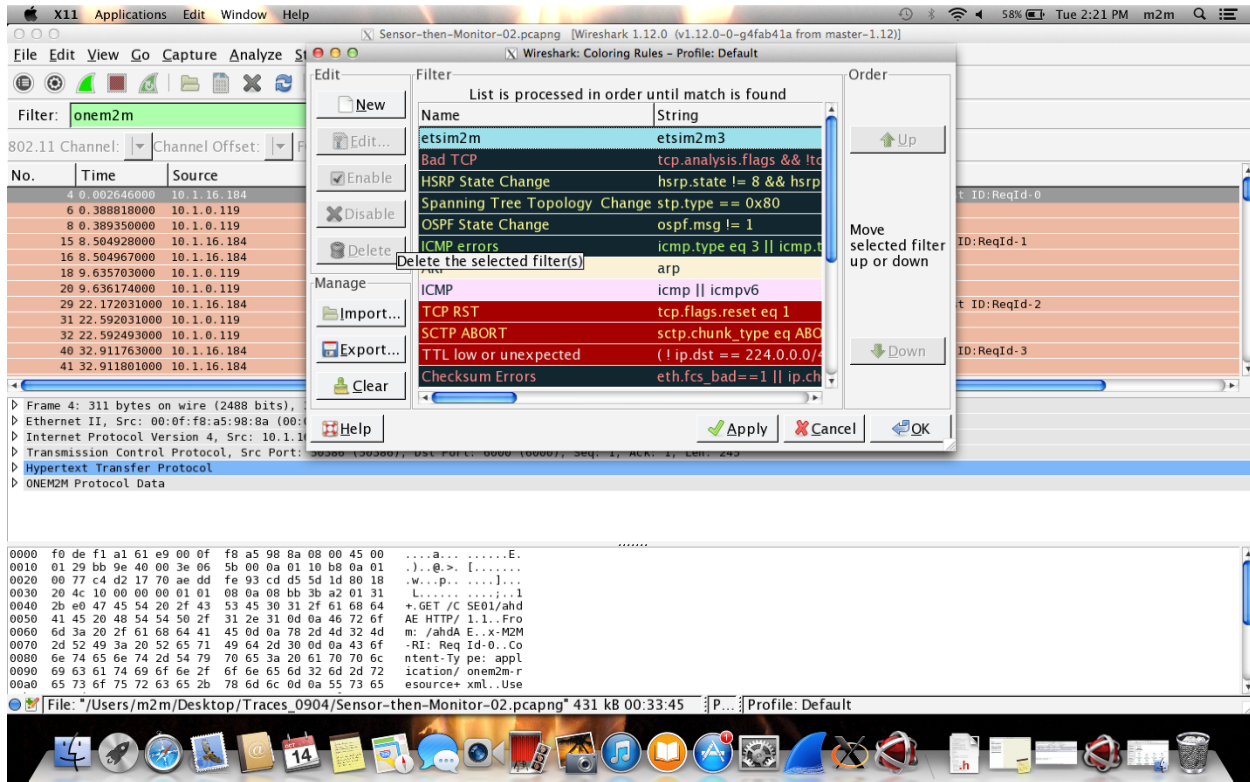 X11 Applications Edit Window Help 58% Tue 2:21 PM m2m
Sensor-then-Monitor-02.pcapng [Wireshark 1.12.0 (v1.12.0-0-g4fab41a from master-1.12)]
File Edit View Go Capture Analyze St
Filter: onem2m
802.11 Channel: Channel Offset: F
No. Time Source
4 0.002646000 10.1.16.184 t ID:ReqId-0
6 0.388818000 10.1.0.119
8 0.389350000 10.1.0.119
15 8.504928000 10.1.16.184 ID:ReqId-1
16 8.504967000 10.1.16.184
18 9.635703000 10.1.0.119
20 9.636174000 10.1.0.119
29 22.172031000 10.1.16.184 t ID:ReqId-2
31 22.592031000 10.1.0.119
32 22.592493000 10.1.0.119
40 32.911763000 10.1.16.184 ID:ReqId-3
41 32.911801000 10.1.16.184
Wireshark: Coloring Rules - Profile: Default
Edit
New
Edit...
Enable
Disable
Delete
Delete the selected filter(s)
Manage
Import...
Export...
Clear
Filter
List is processed in order until match is found
Name String
etsim2m etsim2m3
Bad TCP tcp.analysis.flags && !tc
HSRP State Change hsrp.state != 8 && hsrp
Spanning Tree Topology Change stp.type == 0x80
OSPF State Change ospf.msg != 1
ICMP errors icmp.type eq 3 || icmp.t
ARP arp
ICMP icmp || icmpv6
TCP RST tcp.flags.reset eq 1
SCTP ABORT sctp.chunk_type eq ABO
TTL low or unexpected ( ! ip.dst == 224.0.0.0/4
Checksum Errors eth.fcs_bad==1 || ip.ch
Order
Up
Move
selected filter
up or down
Down
Help Apply Cancel OK
Frame 4: 311 bytes on wire (2488 bits),
Ethernet II, Src: 00:0f:f8:a5:98:8a (00:
Internet Protocol Version 4, Src: 10.1.1
Transmission Control Protocol, Src Port: 50386 (50386), Dst Port: 6000 (6000), Seq: 1, Ack: 1, Len: 245
Hypertext Transfer Protocol
ONEM2M Protocol Data
0000 f0 de f1 a1 61 e9 00 0f f8 a5 98 8a 08 00 45 00 ....a... ......E.
0010 01 29 bb 9e 40 00 3e 06 5b 00 0a 01 10 b8 0a 01 .)..@.>. [.......
0020 00 77 c4 d2 17 70 ae dd fe 93 cd d5 5d 1d 80 18 .w...p.. ....]...
0030 20 4c 10 00 00 00 01 01 08 0a 08 bb 3b a2 01 31 L...... ....;..1
0040 2b e0 47 45 54 20 2f 43 53 45 30 31 2f 61 68 64 +.GET /C SE01/ahd
0050 41 45 20 48 54 54 50 2f 31 2e 31 0d 0a 46 72 6f AE HTTP/ 1.1..Fro
0060 6d 3a 20 2f 61 68 64 41 45 0d 0a 78 2d 4d 32 4d m: /ahdA E..x-M2M
0070 2d 52 49 3a 20 52 65 71 49 64 2d 30 0d 0a 43 6f -RI: Req Id-0..Co
0080 6e 74 65 6e 74 2d 54 79 70 65 3a 20 61 70 70 6c ntent-Ty pe: appl
0090 69 63 61 74 69 6f 6e 2f 6f 6e 65 6d 32 6d 2d 72 ication/ onem2m-r
00a0 65 73 6f 75 72 63 65 2b 78 6d 6c 0d 0a 55 73 65 esource+ xml..Use
File: "/Users/m2m/Desktop/Traces_0904/Sensor-then-Monitor-02.pcapng" 431 kB 00:33:45 P... Profile: Default
14
.h